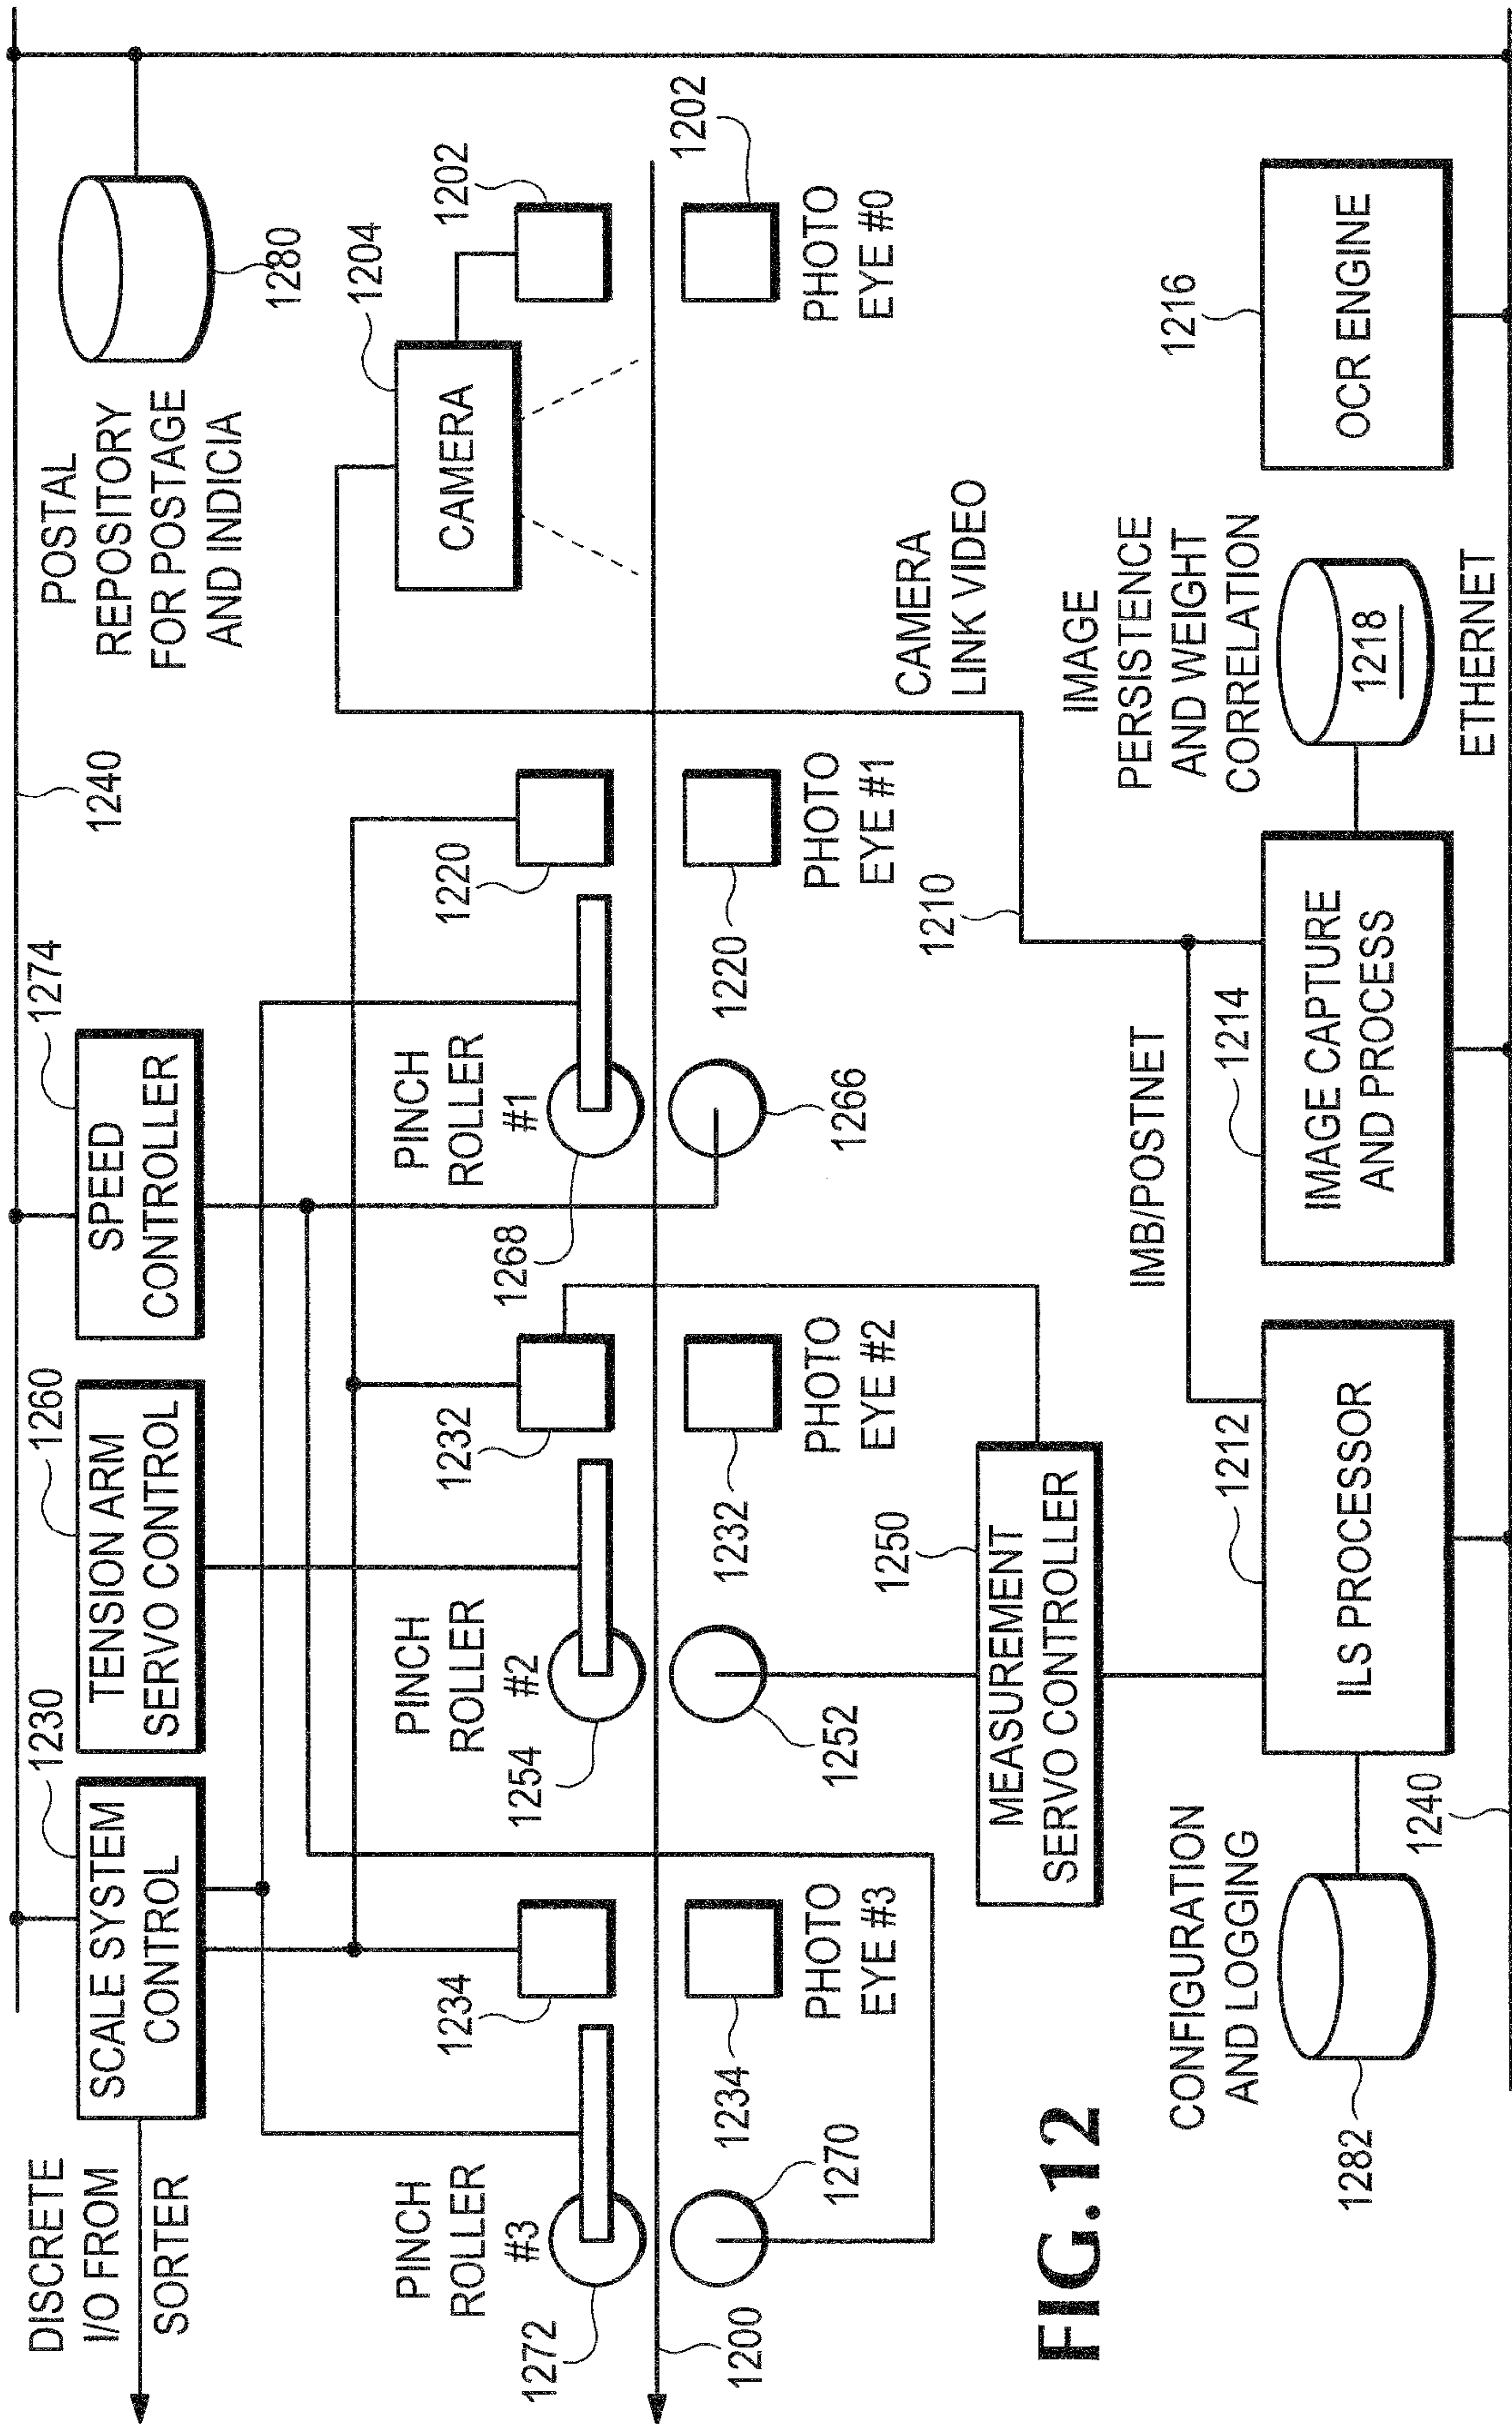 DISCRETE
I/O FROM
SORTER
SCALE SYSTEM
CONTROL
1230
TENSION ARM
SERVO CONTROL
1260
SPEED
CONTROLLER
1274
1240
POSTAL
REPOSITORY
FOR POSTAGE
AND INDICIA
1280
PINCH
ROLLER
#3
1272
1234
PINCH
ROLLER
#2
1254
1232
PINCH
ROLLER
#1
1268
1220
CAMERA
1204
1202
1200
1270
1234
PHOTO
EYE #3
1252
1232
PHOTO
EYE #2
1266
1220
PHOTO
EYE #1
1202
PHOTO
EYE #0
MEASUREMENT
SERVO CONTROLLER
1250
1210
CAMERA
LINK VIDEO
IMB/POSTNET
CONFIGURATION
AND LOGGING
1282
1240
ILS PROCESSOR
1212
IMAGE CAPTURE
AND PROCESS
1214
IMAGE
PERSISTENCE
AND WEIGHT
CORRELATION
1218
ETHERNET
OCR ENGINE
1216
FIG.12